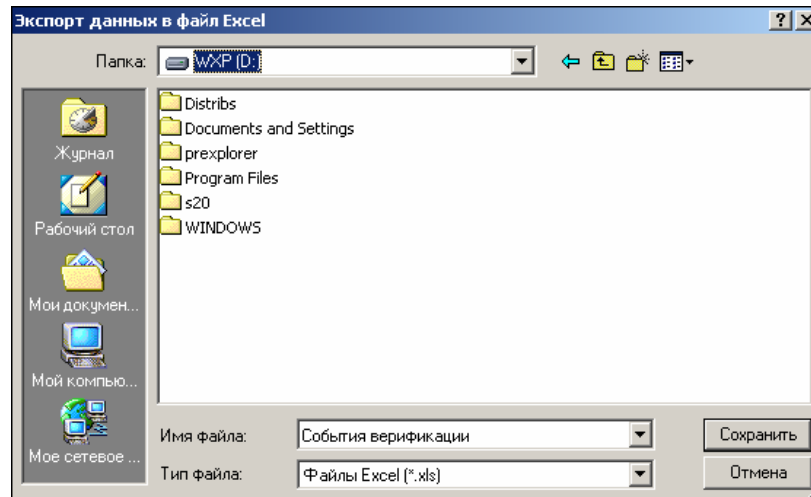 Экспорт данных в файл Excel
Папка: WXP (D:)
Журнал
Рабочий стол
Мои докумен...
Мой компью...
Мое сетевое ...
Distribs
Documents and Settings
prexplorer
Program Files
s20
WINDOWS
Имя файла: События верификации Сохранить
Тип файла: Файлы Excel (*.xls) Отмена